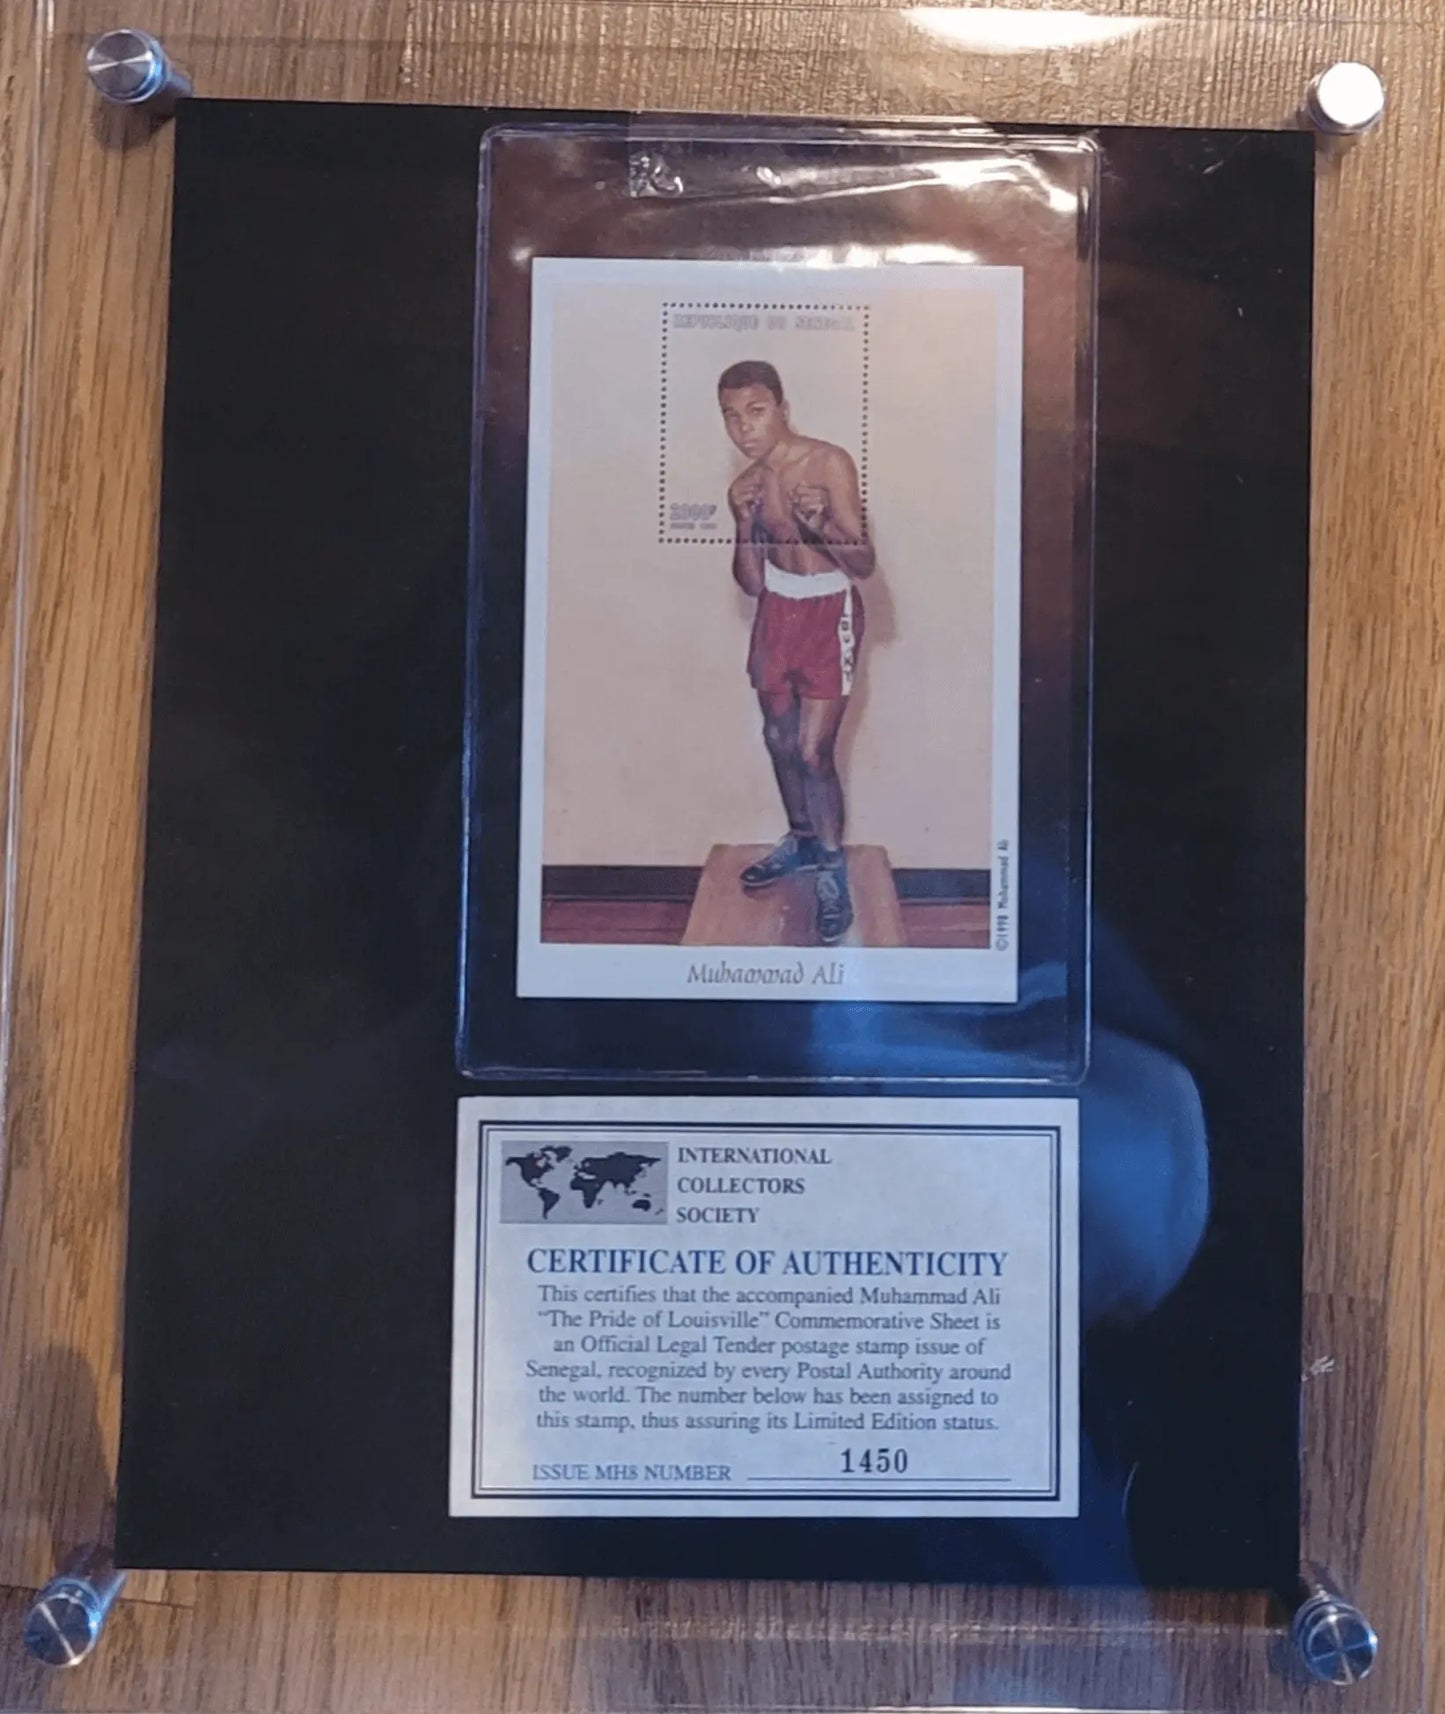 REPUBLIQUE DU SENEGAL
2000F
©1998 Muhammad Ali
Muhammad Ali
INTERNATIONAL
COLLECTORS
SOCIETY
CERTIFICATE OF AUTHENTICITY
This certifies that the accompanied Muhammad Ali
"The Pride of Louisville" Commemorative Sheet is
an Official Legal Tender postage stamp issue of
Senegal, recognized by every Postal Authority around
the world. The number below has been assigned to
this stamp, thus assuring its Limited Edition status.
ISSUE MH8 NUMBER 1450